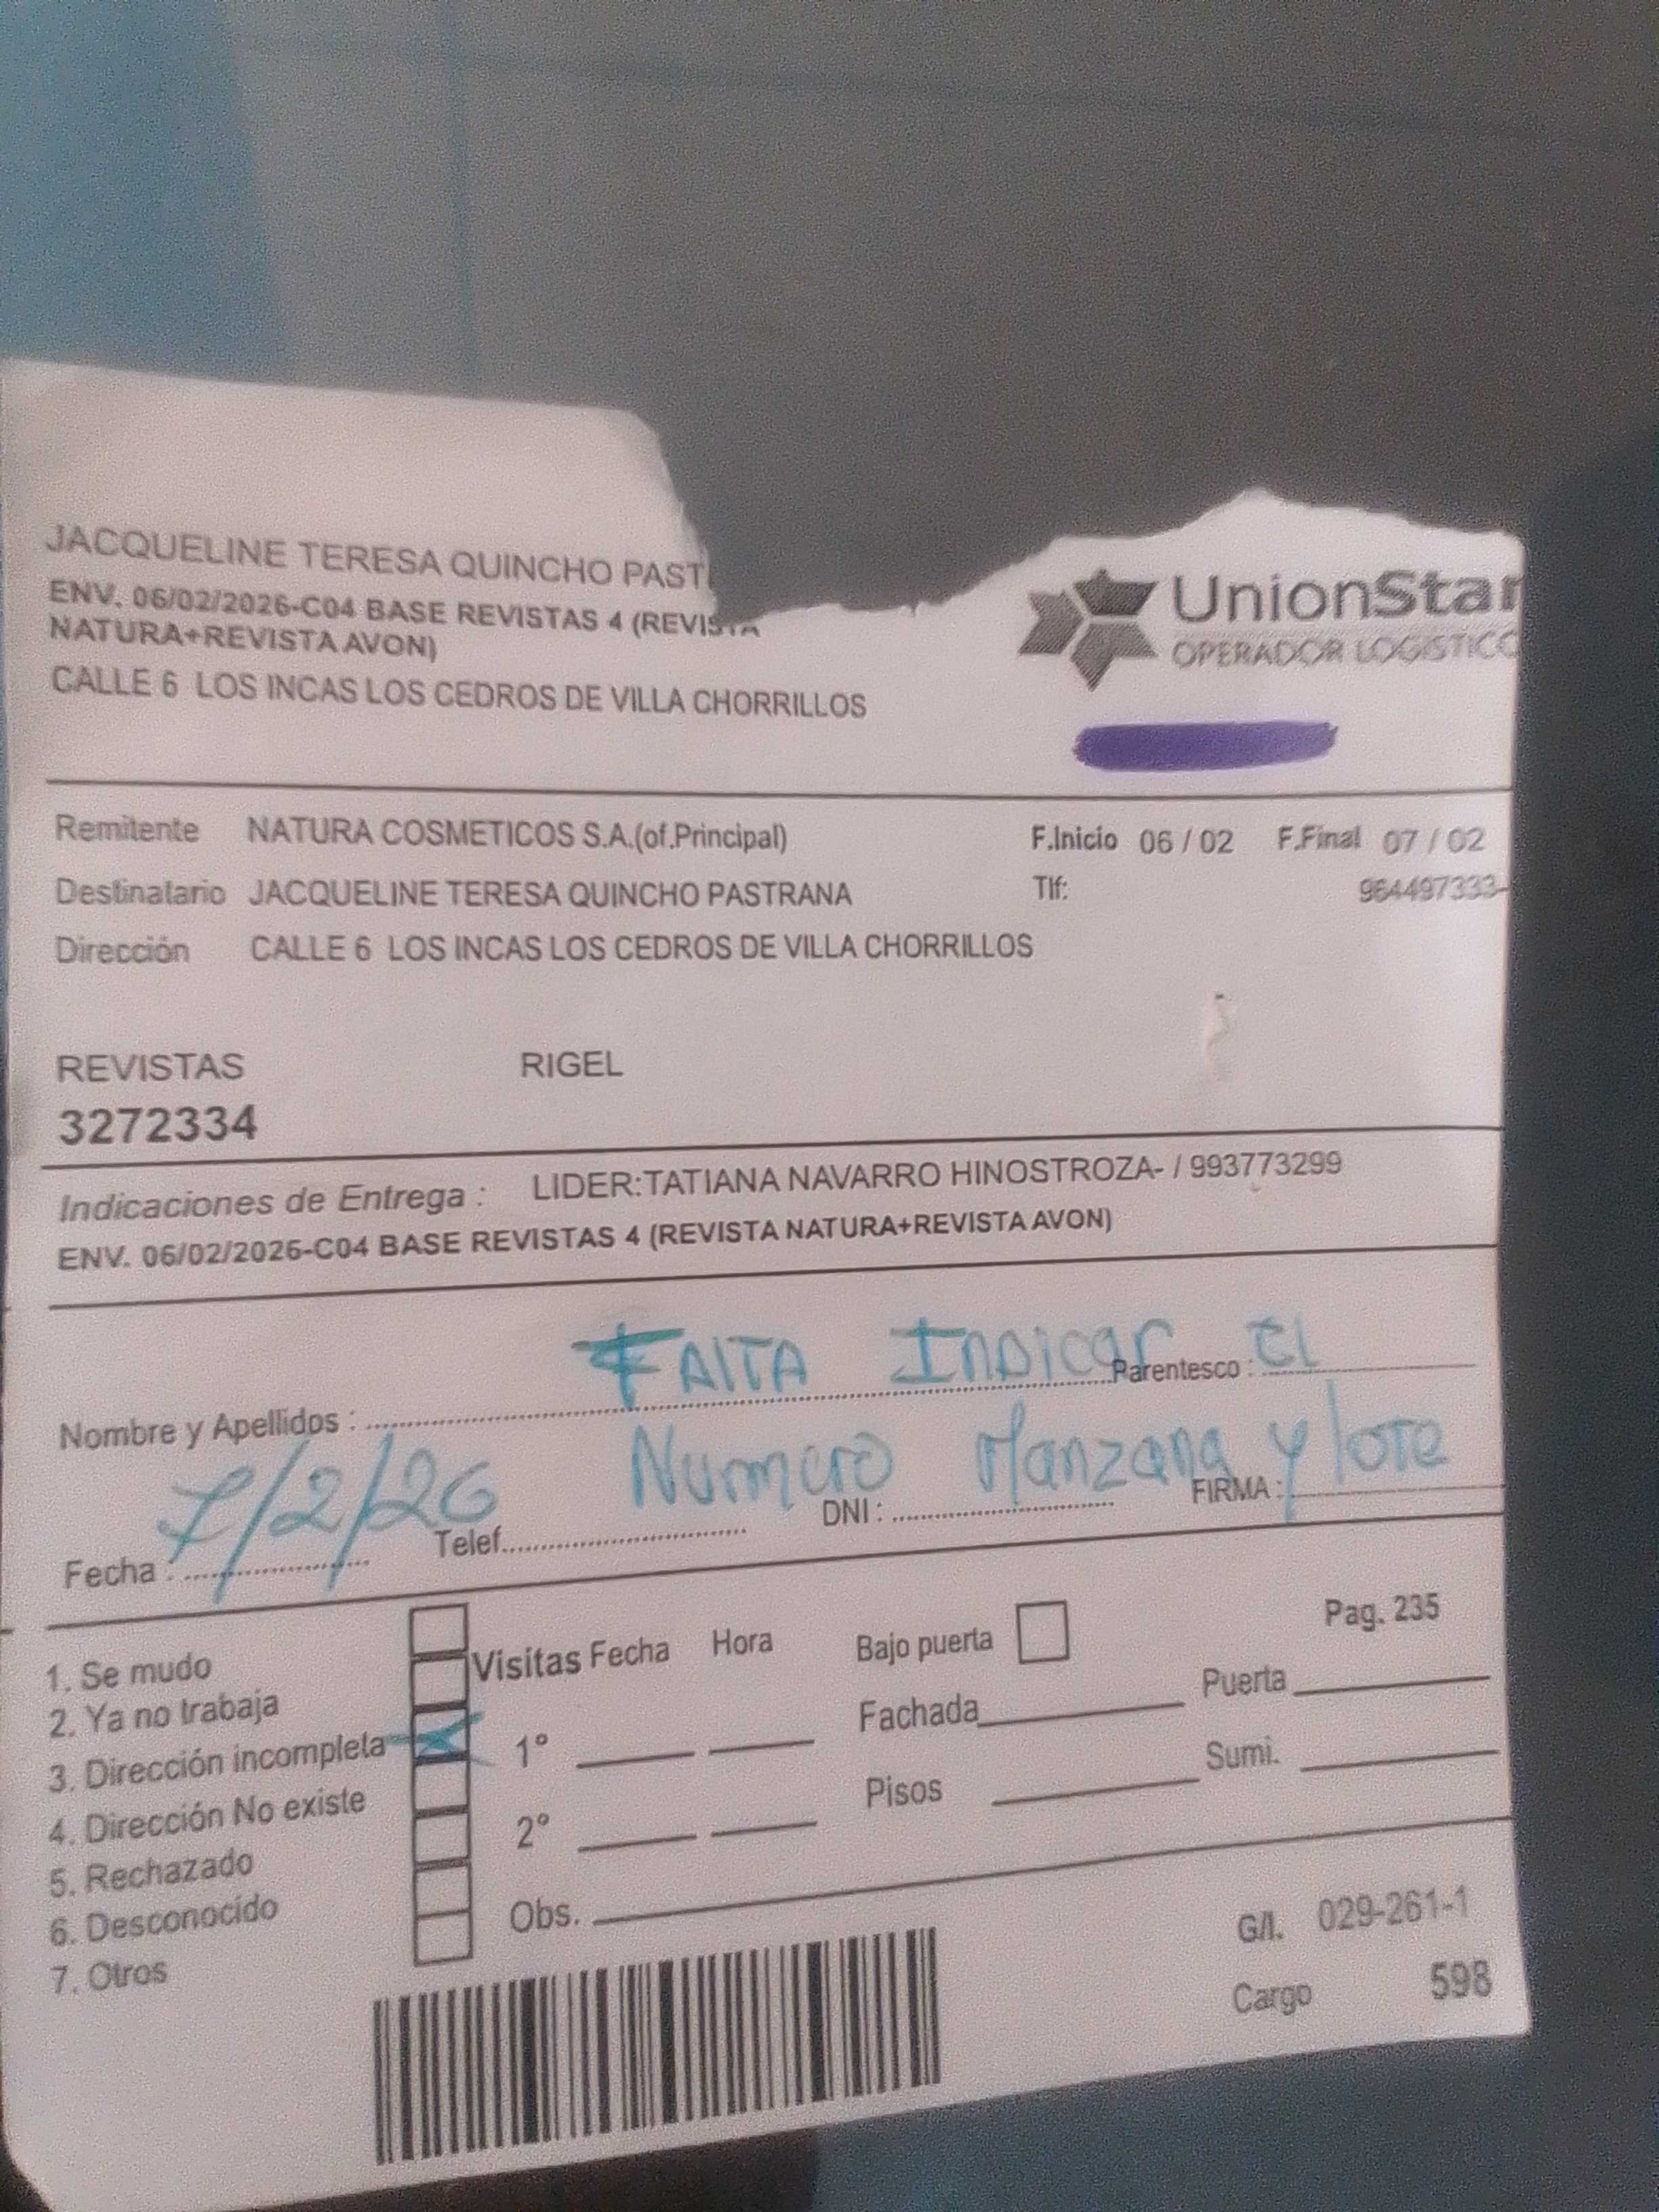 JACQUELINE TERESA QUINCHO PAST
ENV. 06/02/2026-C04 BASE REVISTAS 4 (REVISTA
NATURA+REVISTA AVON)
CALLE 6 LOS INCAS LOS CEDROS DE VILLA CHORRILLOS
UnionStar
OPERADOR LOGISTICO
Remitente NATURA COSMETICOS S.A.(of.Principal) F.Inicio 06 / 02 F.Final 07 / 02
Destinatario JACQUELINE TERESA QUINCHO PASTRANA Tlf: 964497333-
Dirección CALLE 6 LOS INCAS LOS CEDROS DE VILLA CHORRILLOS
REVISTAS RIGEL
3272334
Indicaciones de Entrega : LIDER:TATIANA NAVARRO HINOSTROZA- / 993773299
ENV. 06/02/2026-C04 BASE REVISTAS 4 (REVISTA NATURA+REVISTA AVON)
FALTA INDICAR EL
Nombre y Apellidos : Parentesco :
7/2/26 Numero Manzana y lote
Fecha : Telef. DNI : FIRMA :
1. Se mudo
2. Ya no trabaja
3. Dirección incompleta
4. Dirección No existe
5. Rechazado
6. Desconocido
7. Otros
Visitas Fecha Hora
1°
2°
Obs.
Bajo puerta
Fachada
Pisos
Pag. 235
Puerta
Sumi.
G/I. 029-261-1
Cargo 598